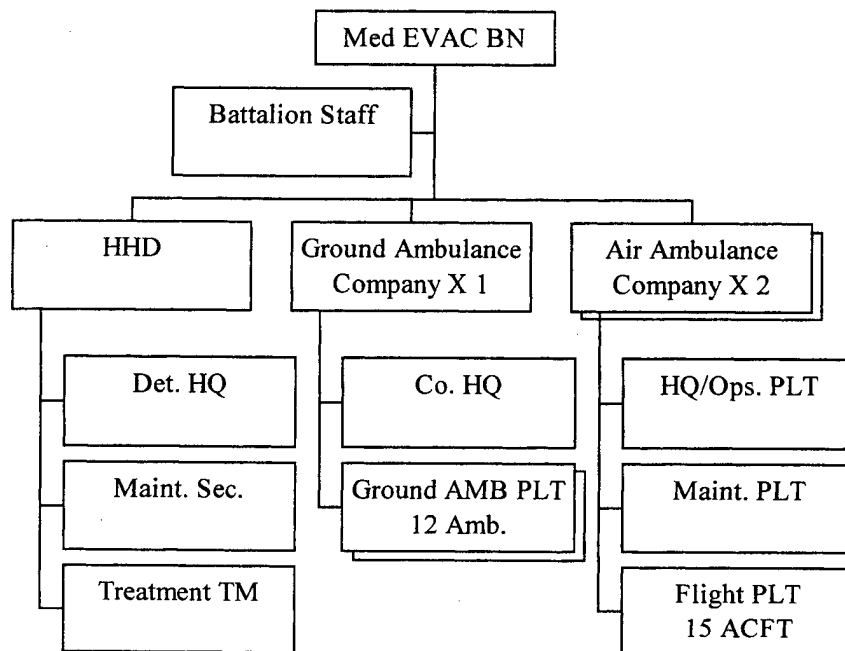 Med EVAC BN
Battalion Staff
HHD
Ground Ambulance
Company X 1
Air Ambulance
Company X 2
Det. HQ
Co. HQ
HQ/Ops. PLT
Maint. Sec.
Ground AMB PLT
12 Amb.
Maint. PLT
Treatment TM
Flight PLT
15 ACFT